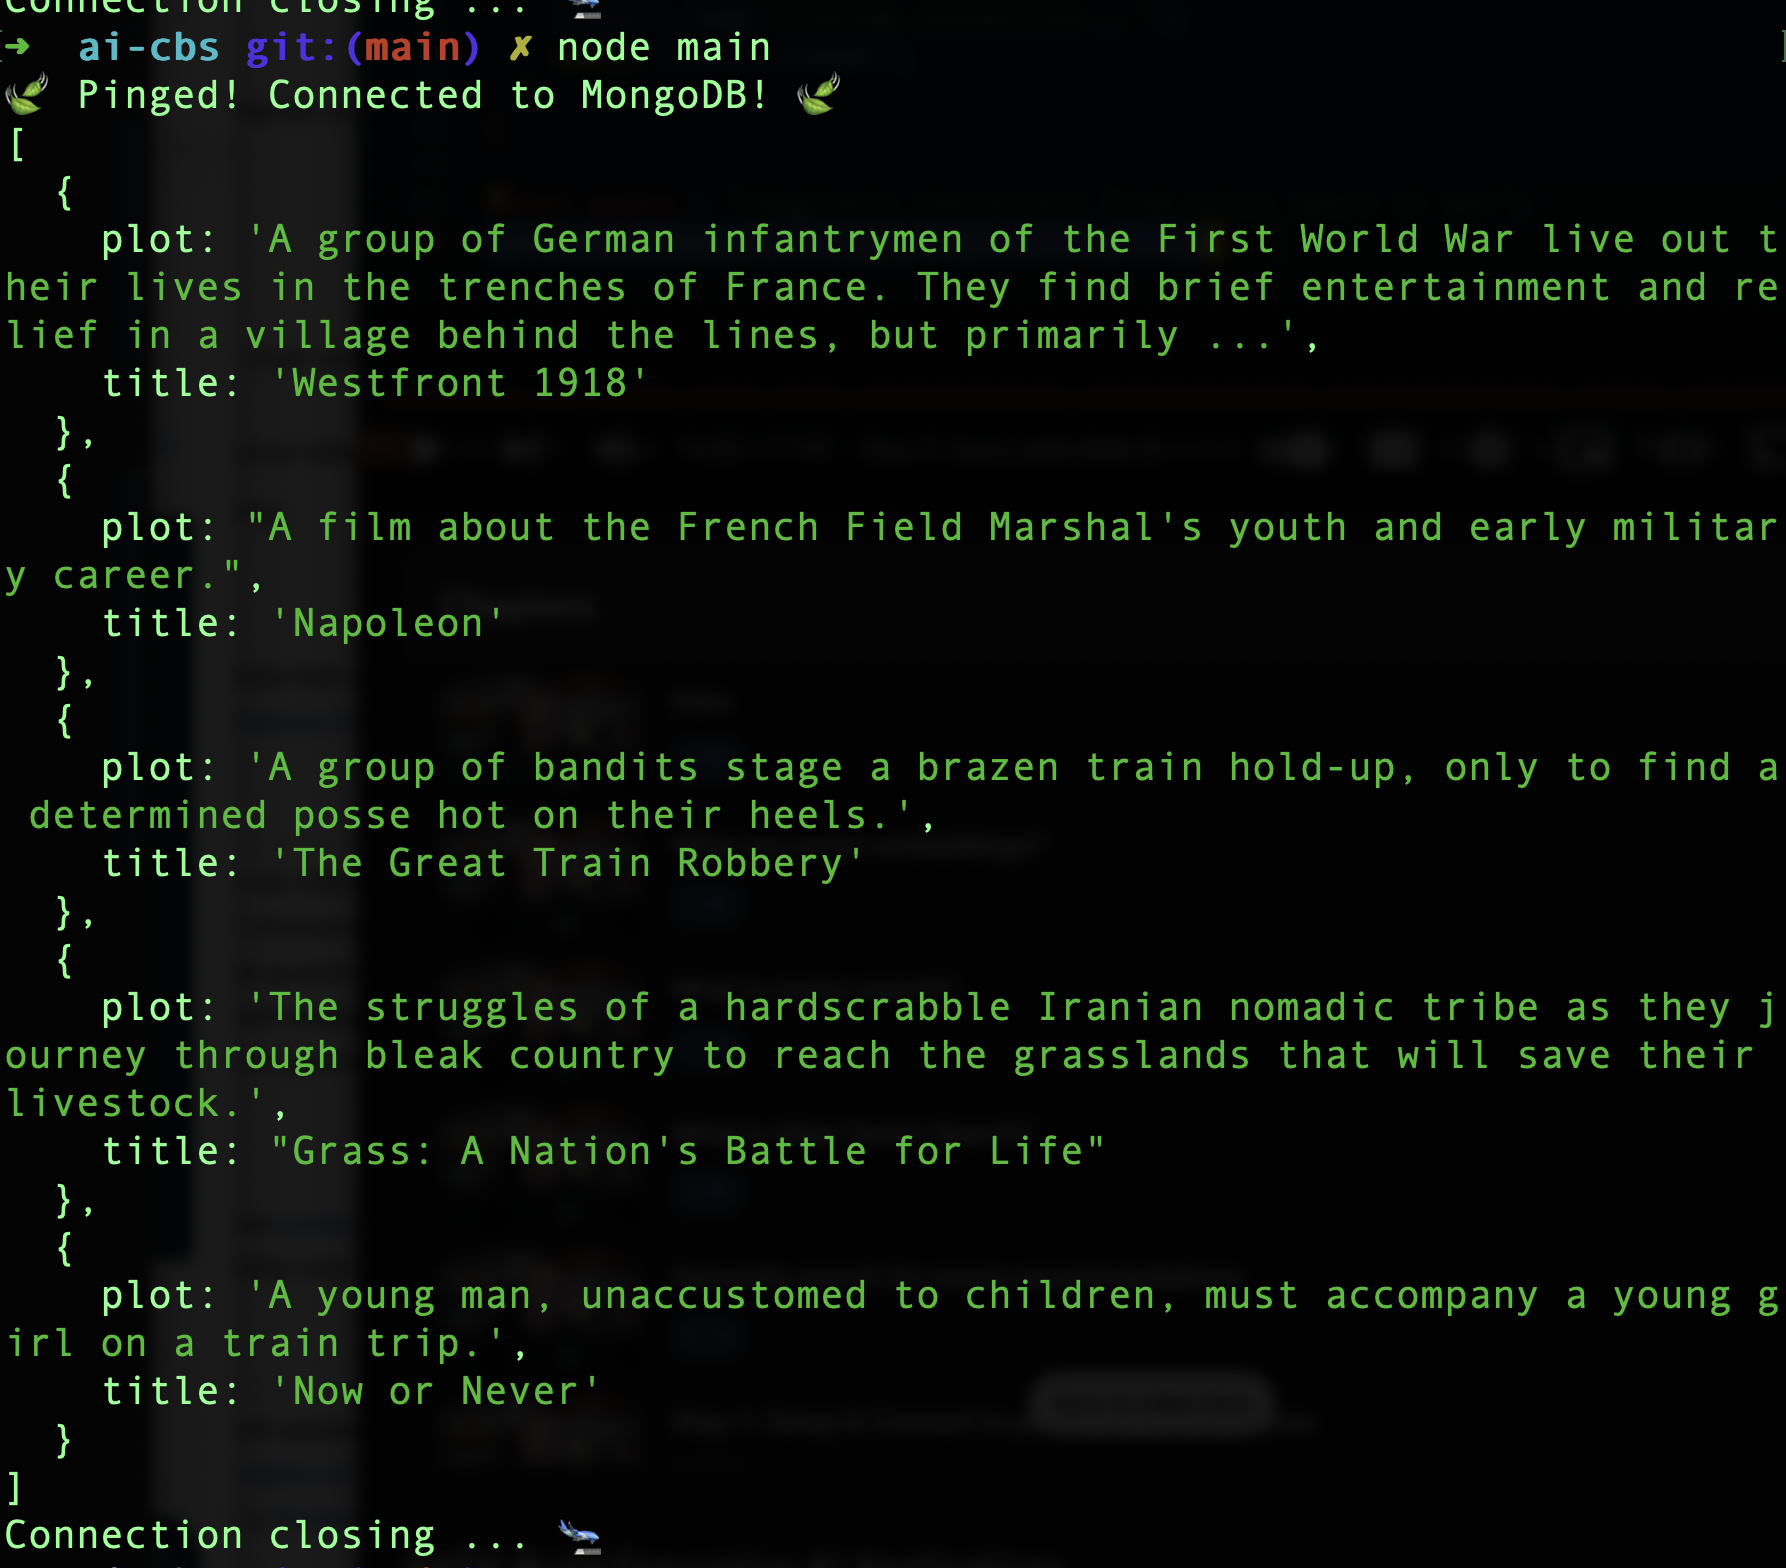 Connection closing ...
➜ ai-cbs git:(main) ✗ node main
Pinged! Connected to MongoDB!
[
{
plot: 'A group of German infantrymen of the First World War live out t
heir lives in the trenches of France. They find brief entertainment and re
lief in a village behind the lines, but primarily ...',
title: 'Westfront 1918'
},
{
plot: "A film about the French Field Marshal's youth and early militar
y career.",
title: 'Napoleon'
},
{
plot: 'A group of bandits stage a brazen train hold-up, only to find a
determined posse hot on their heels.',
title: 'The Great Train Robbery'
},
{
plot: 'The struggles of a hardscrabble Iranian nomadic tribe as they j
ourney through bleak country to reach the grasslands that will save their
livestock.',
title: "Grass: A Nation's Battle for Life"
},
{
plot: 'A young man, unaccustomed to children, must accompany a young g
irl on a train trip.',
title: 'Now or Never'
}
]
Connection closing ...